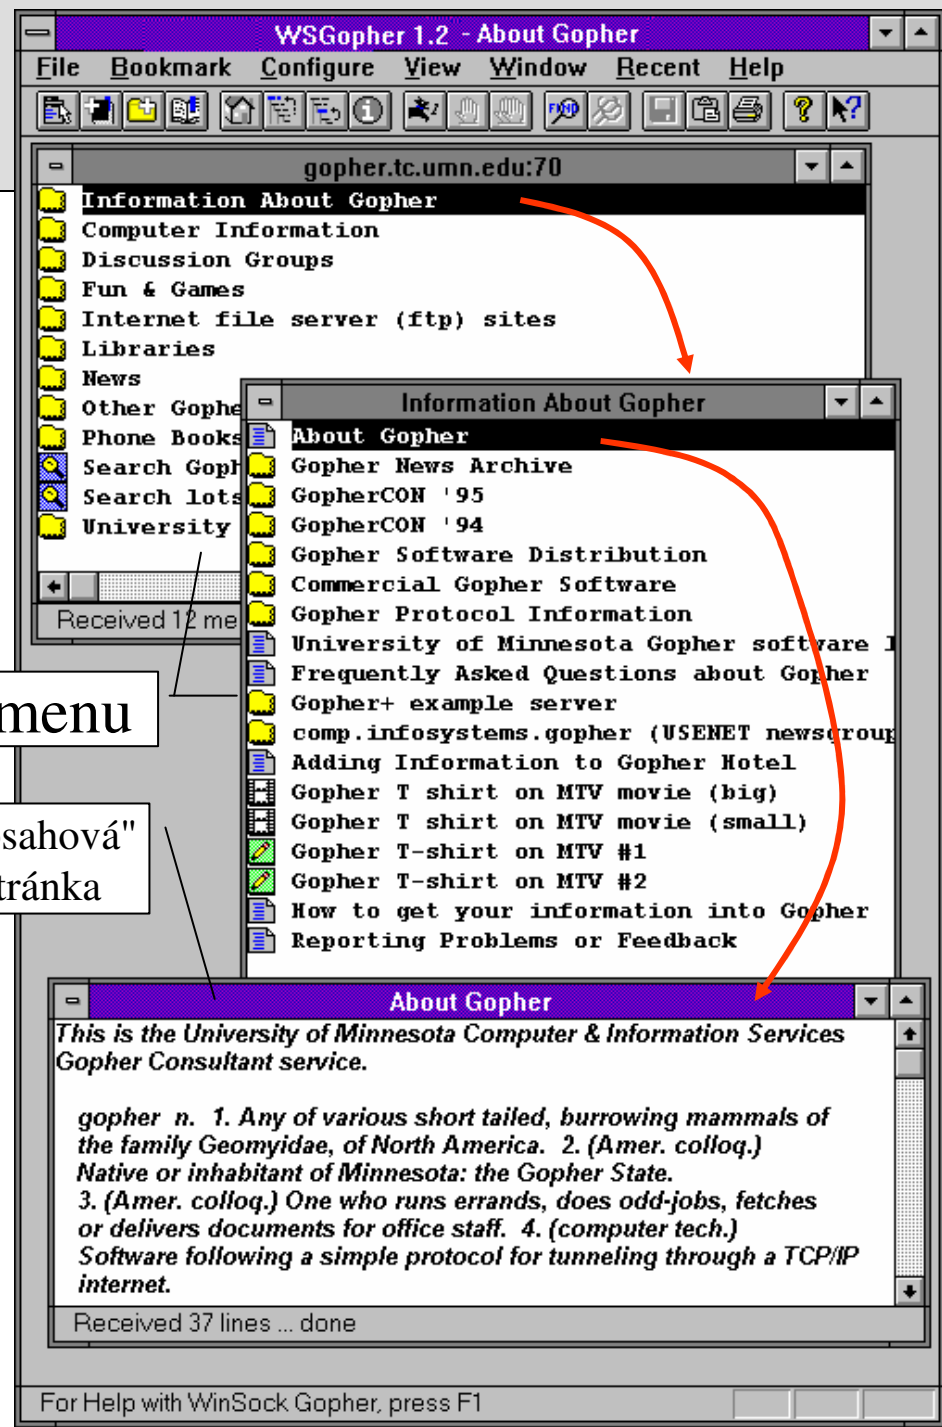 WSGopher 1.2 - About Gopher
File Bookmark Configure View Window Recent Help
FIND
gopher.tc.umn.edu:70
Information About Gopher
Computer Information
Discussion Groups
Fun & Games
Internet file server (ftp) sites
Libraries
News
Other Gophe
Phone Books
Search Goph
Search lots
University
Received 12 me
Information About Gopher
About Gopher
Gopher News Archive
GopherCON '95
GopherCON '94
Gopher Software Distribution
Commercial Gopher Software
Gopher Protocol Information
University of Minnesota Gopher software l
Frequently Asked Questions about Gopher
Gopher+ example server
comp.infosystems.gopher (USENET newsgroup
Adding Information to Gopher Hotel
Gopher T shirt on MTV movie (big)
Gopher T shirt on MTV movie (small)
Gopher T-shirt on MTV #1
Gopher T-shirt on MTV #2
How to get your information into Gopher
Reporting Problems or Feedback
menu
sahová"
tránka
About Gopher
This is the University of Minnesota Computer & Information Services
Gopher Consultant service.
gopher n. 1. Any of various short tailed, burrowing mammals of
the family Geomyidae, of North America. 2. (Amer. colloq.)
Native or inhabitant of Minnesota: the Gopher State.
3. (Amer. colloq.) One who runs errands, does odd-jobs, fetches
or delivers documents for office staff. 4. (computer tech.)
Software following a simple protocol for tunneling through a TCP/IP
internet.
Received 37 lines ... done
For Help with WinSock Gopher, press F1